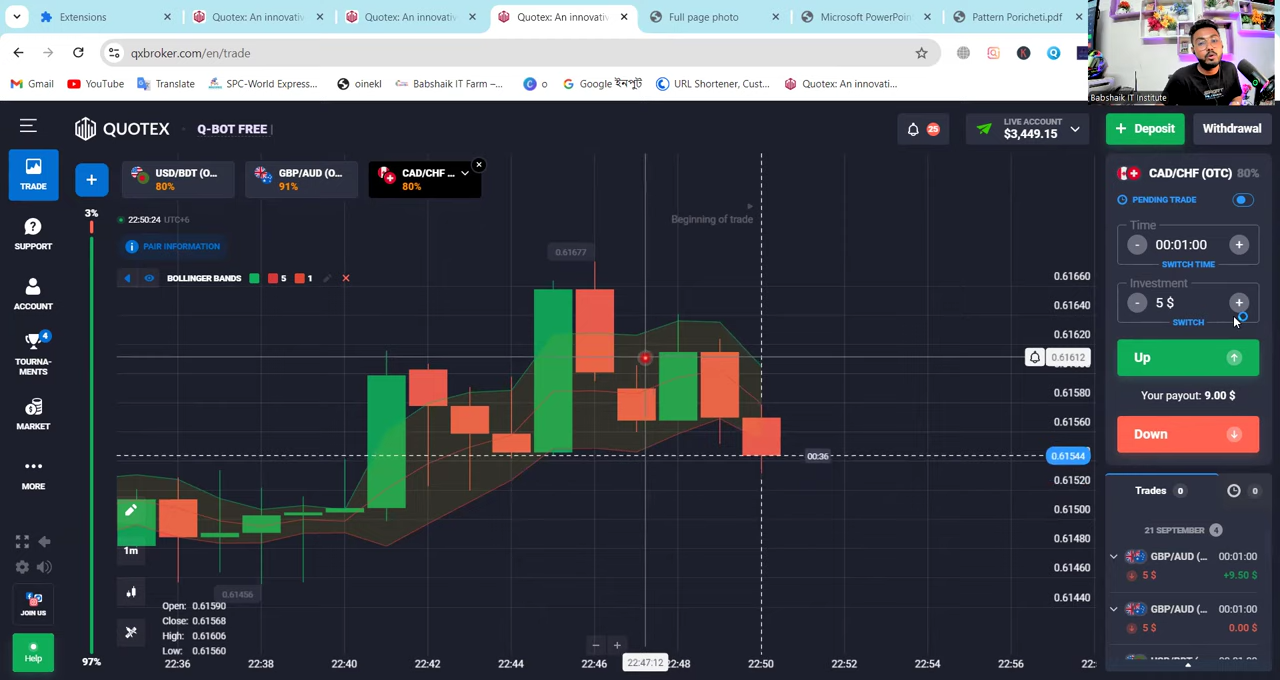 Extensions
Quotex: An innovati
Quotex: An innovati
Quotex: An innovati
Full page photo
Microsoft PowerPoin
Pattern Poricheti.pdf
qxbroker.com/en/trade
Gmail
YouTube
Translate
SPC-World Express...
oineki
Babshaik IT Farm –...
o
Google ইনপুট
URL Shortener, Cust...
Quotex: An innovati...
Babshaik IT Institute
QUOTEX
Q-BOT FREE
25
LIVE ACCOUNT
$3,449.15
+ Deposit
Withdrawal
TRADE
SUPPORT
ACCOUNT
4
TOURNA-
MENTS
MARKET
MORE
JOIN US
Help
+
USD/BDT (O...
80%
GBP/AUD (O...
91%
CAD/CHF ...
80%
3%
97%
22:50:24 UTC+6
PAIR INFORMATION
BOLLINGER BANDS 5 1
Beginning of trade
0.61677
0.61456
00:36
1m
Open: 0.61590
Close: 0.61568
High: 0.61606
Low: 0.61560
0.61660
0.61640
0.61620
0.61612
0.61580
0.61560
0.61544
0.61520
0.61500
0.61480
0.61460
0.61440
22:36
22:38
22:40
22:42
22:44
22:46
22:47:12
22:48
22:50
22:52
22:54
22:56
22:
CAD/CHF (OTC) 80%
PENDING TRADE
Time
- 00:01:00 +
SWITCH TIME
Investment
- 5 $ +
SWITCH
Up
Your payout: 9.00 $
Down
Trades 0
0
21 SEPTEMBER 4
GBP/AUD (... 00:01:00
5 $ +9.50 $
GBP/AUD (... 00:01:00
5 $ 0.00 $